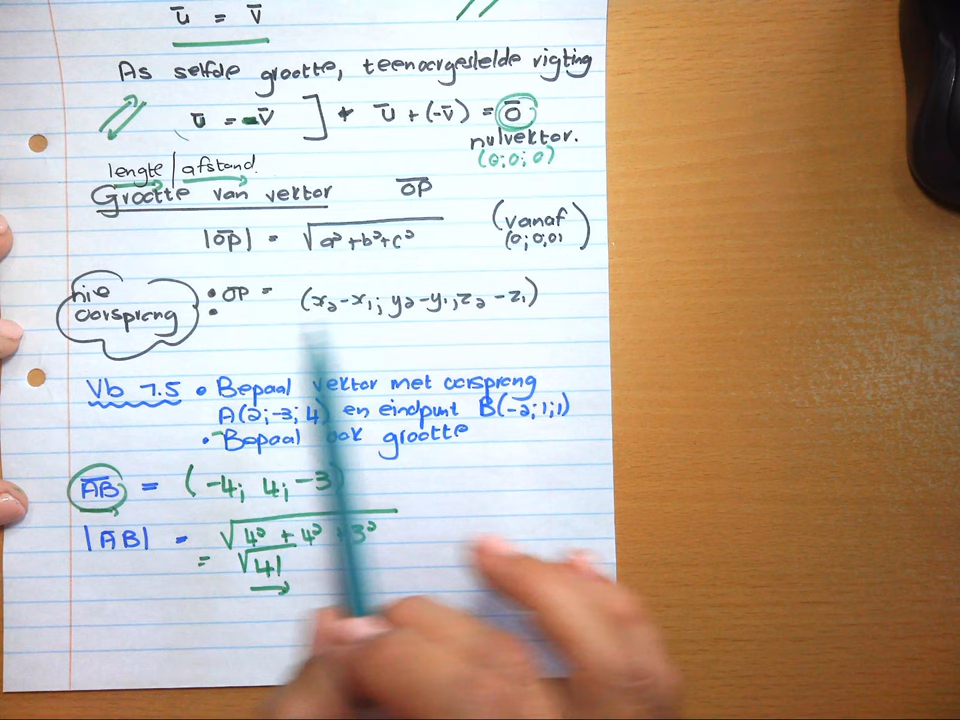 ū = v̄
As selfde grootte, teenoorgestelde rigting
ū = -v̄ ] * ū + (-v̄) = ō
nulvektor.
(0;0;0)
lengte / afstand.
Grootte van vektor OP
|OP| = √a²+b²+c² (vanaf
(0;0;0))
nie
oorsprong
• OP = (x₂-x₁; y₂-y₁; z₂-z₁)
•
Vb 7.5 • Bepaal vektor met oorsprong
A(2;-3;4) en eindpunt B(-2;1;1)
• Bepaal ook grootte
AB = (-4; 4; -3)
|AB| = √4² + 4² + 3²
= √41